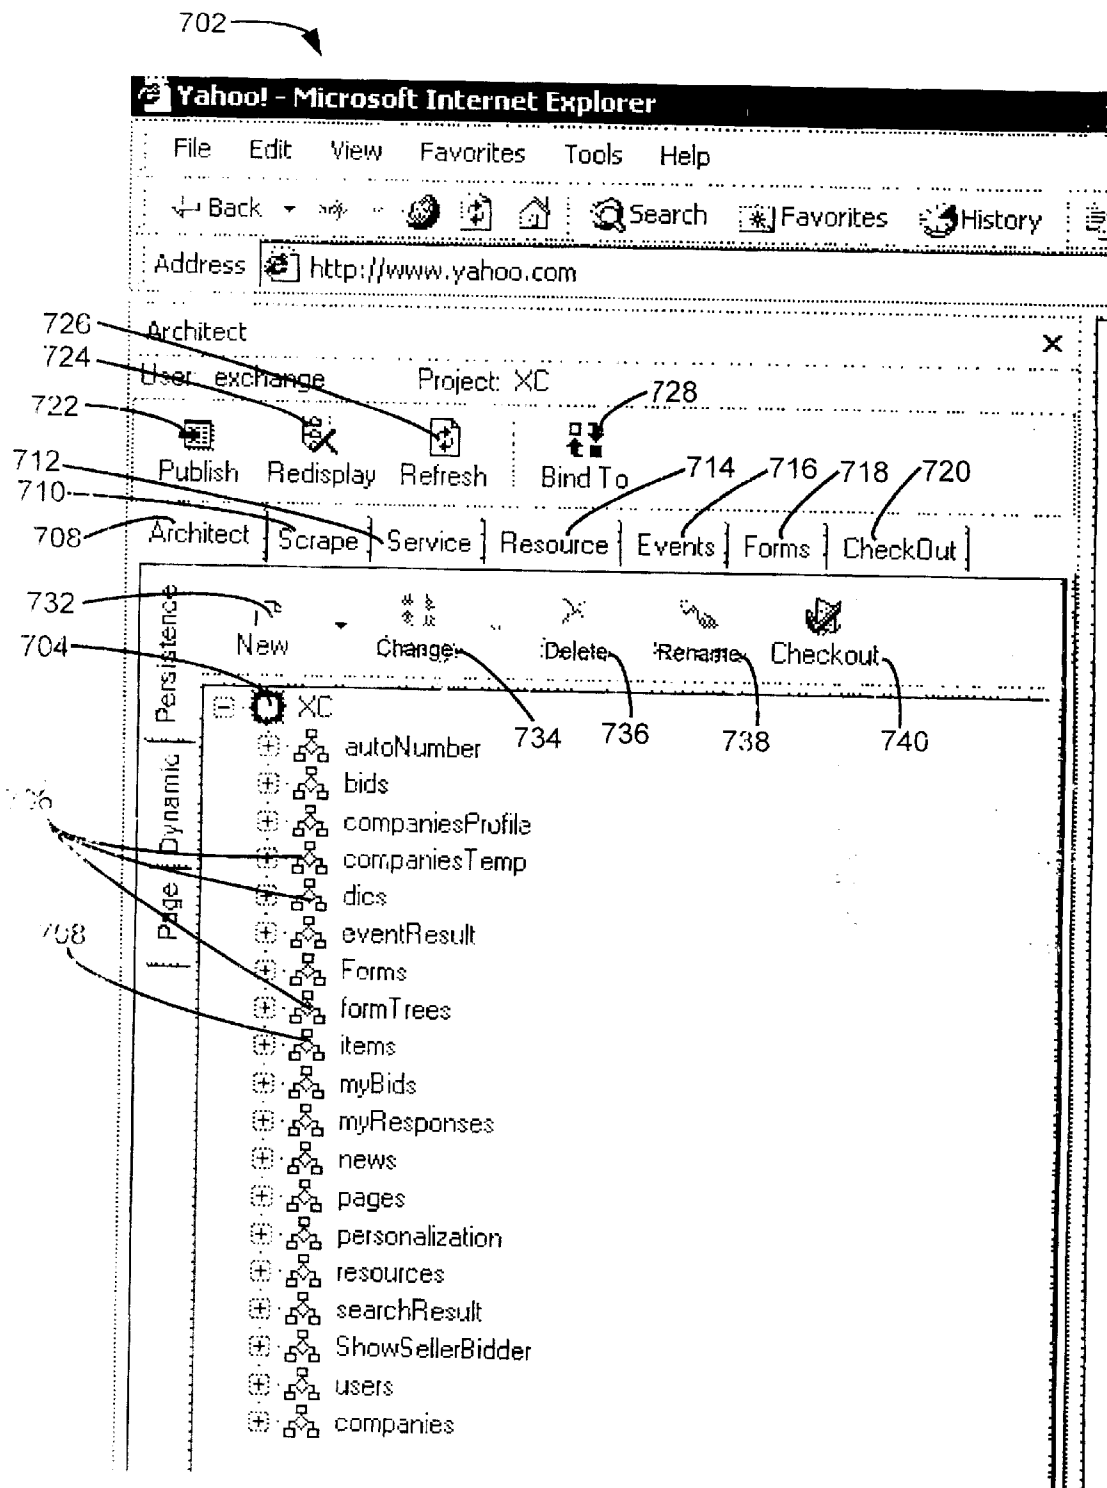 702
Yahoo! - Microsoft Internet Explorer
File Edit View Favorites Tools Help
Back Search Favorites History
Address http://www.yahoo.com
726
Architect
724
User: exchange Project: XC
722
728
Publish Redisplay Refresh Bind To
712
710
714 716 718 720
708
Architect Scrape Service Resource Events Forms CheckOut
732
New Change Delete Rename Checkout
704
Persistence
Dynamic
Page
XC
734 736 738 740
autoNumber
bids
companiesProfile
companiesTemp
dics
eventResult
708
Forms
formTrees
items
myBids
myResponses
news
pages
personalization
resources
searchResult
ShowSellerBidder
users
companies